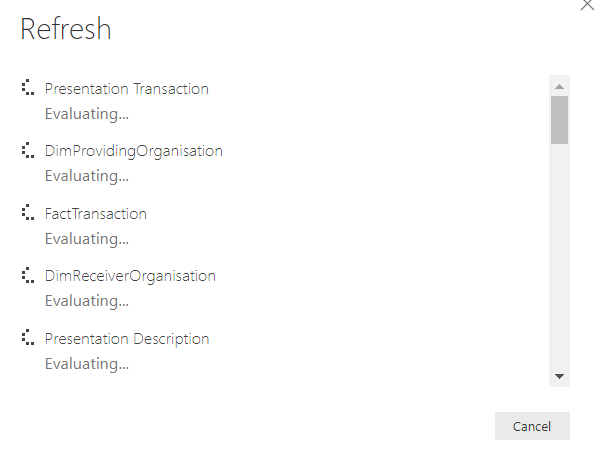 Refresh
Presentation Transaction
Evaluating...
DimProvidingOrganisation
Evaluating...
FactTransaction
Evaluating...
DimReceiverOrganisation
Evaluating...
Presentation Description
Evaluating...
Cancel